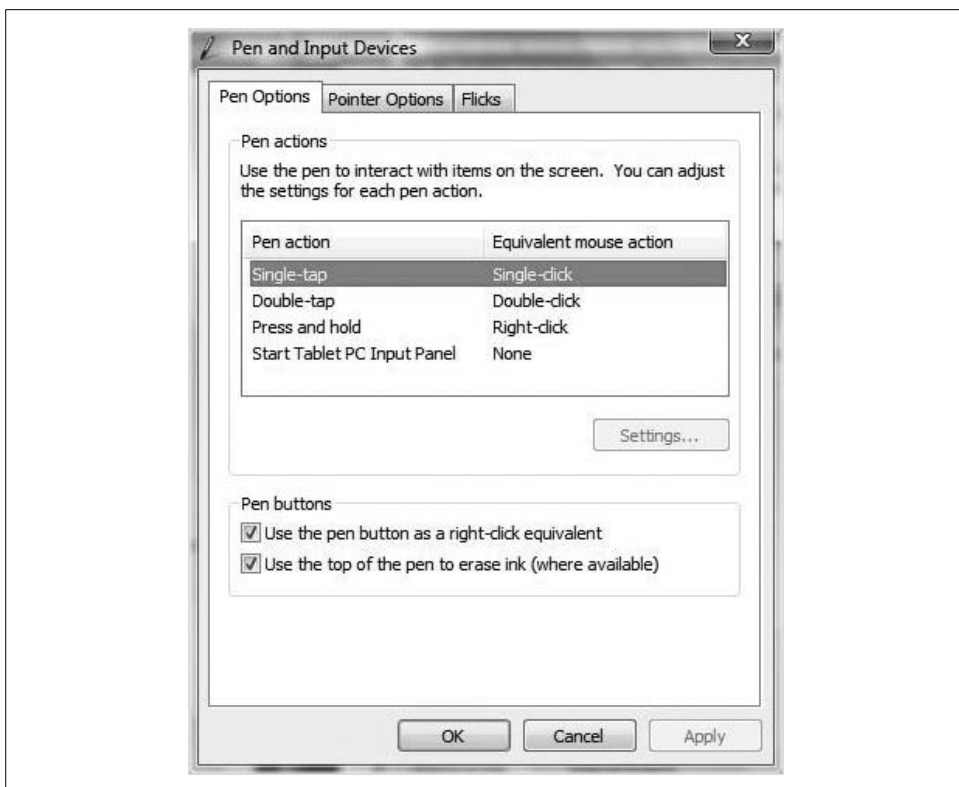 Pen and Input Devices
Pen Options Pointer Options Flicks
Pen actions
Use the pen to interact with items on the screen. You can adjust
the settings for each pen action.
Pen action Equivalent mouse action
Single-tap Single-click
Double-tap Double-click
Press and hold Right-click
Start Tablet PC Input Panel None
Settings...
Pen buttons
Use the pen button as a right-click equivalent
Use the top of the pen to erase ink (where available)
OK Cancel Apply